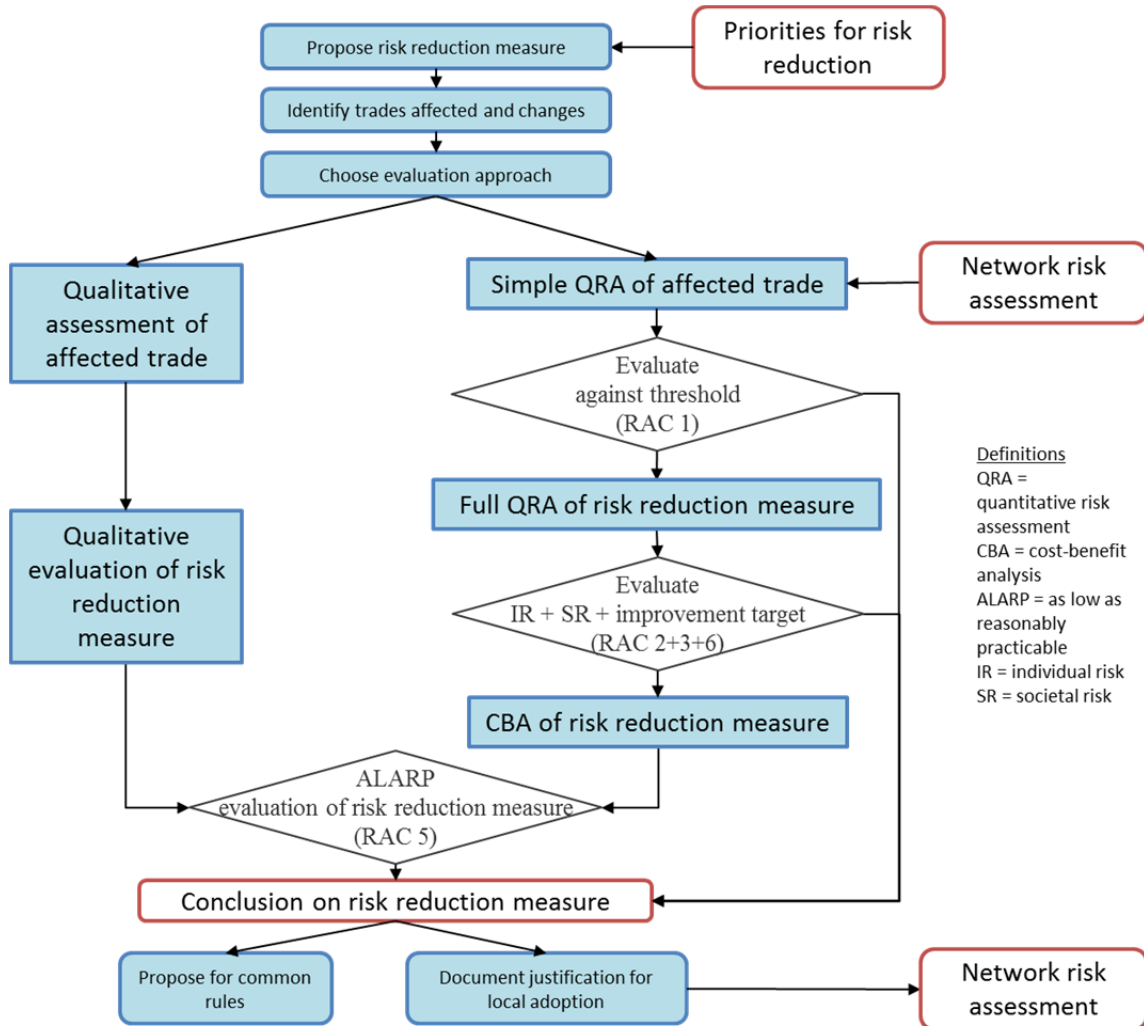 Propose risk reduction measure
Priorities for risk
reduction
Identify trades affected and changes
Choose evaluation approach
Qualitative
assessment of
affected trade
Simple QRA of affected trade
Network risk
assessment
Evaluate
against threshold
(RAC 1)
Full QRA of risk reduction measure
Qualitative
evaluation of risk
reduction
measure
Evaluate
IR + SR + improvement target
(RAC 2+3+6)
CBA of risk reduction measure
Definitions
QRA =
quantitative risk
assessment
CBA = cost-benefit
analysis
ALARP = as low as
reasonably
practicable
IR = individual risk
SR = societal risk
ALARP
evaluation of risk reduction measure
(RAC 5)
Conclusion on risk reduction measure
Propose for common
rules
Document justification for
local adoption
Network risk
assessment